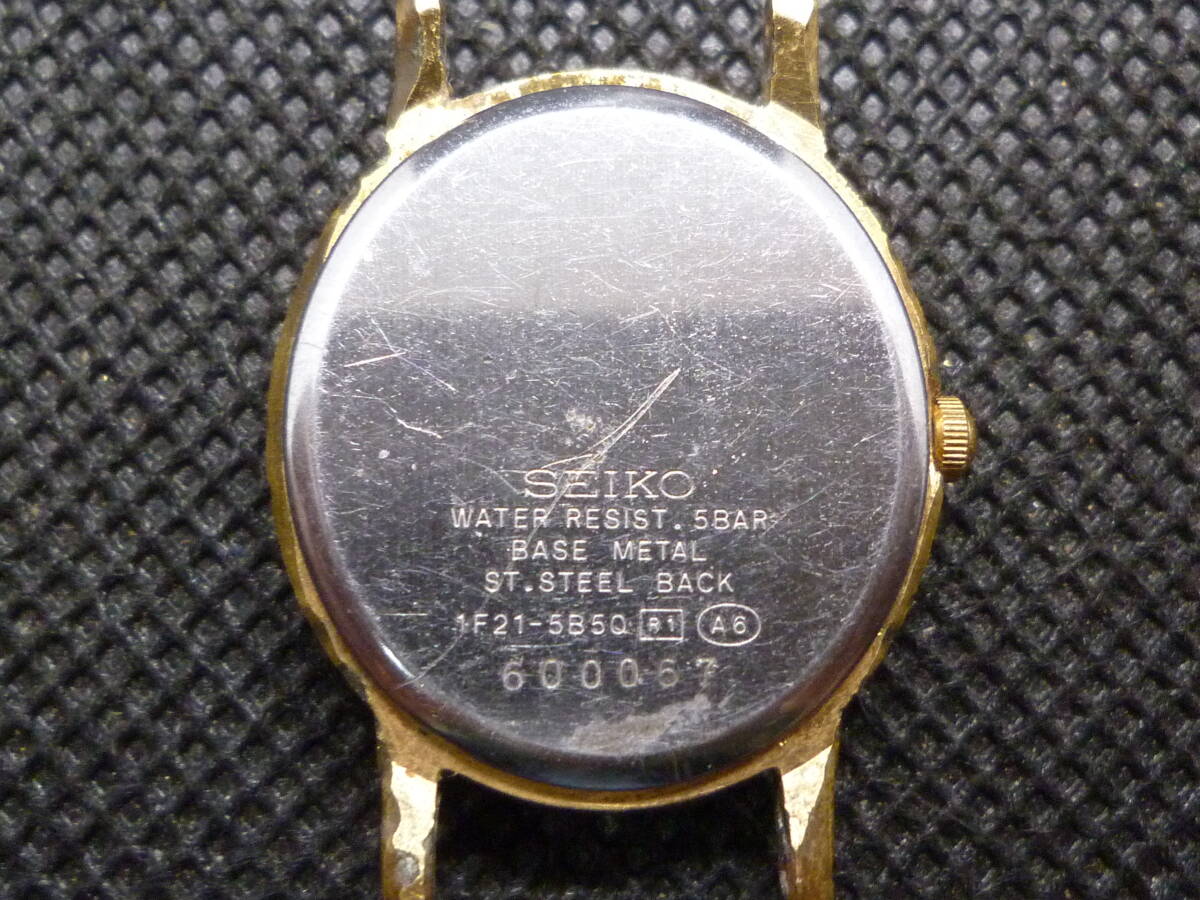 SEIKO
WATER RESIST. 5BAR
BASE METAL
ST.STEEL BACK
1F21-5B50 R1 A6
600067